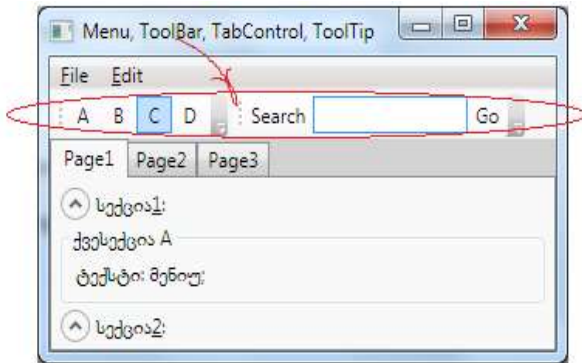 Menu, ToolBar, TabControl, ToolTip
File Edit
A B C D Search Go
Page1 Page2 Page3
სექცია1:
ქვესექცია A
ტექსტი: მენიუ;
სექცია2: